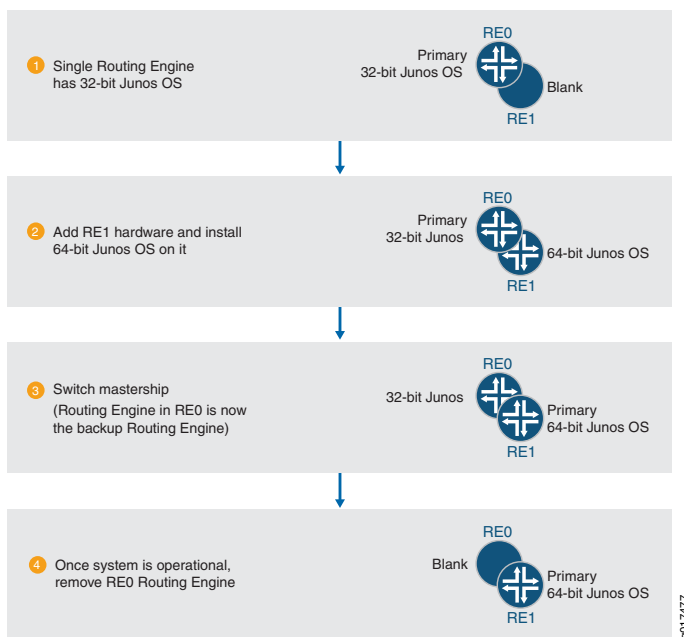 1 Single Routing Engine
has 32-bit Junos OS
RE0
Primary
32-bit Junos OS
Blank
RE1
2 Add RE1 hardware and install
64-bit Junos OS on it
RE0
Primary
32-bit Junos
64-bit Junos OS
RE1
3 Switch mastership
(Routing Engine in RE0 is now
the backup Routing Engine)
RE0
32-bit Junos
Primary
64-bit Junos OS
RE1
4 Once system is operational,
remove RE0 Routing Engine
RE0
Blank
Primary
64-bit Junos OS
RE1